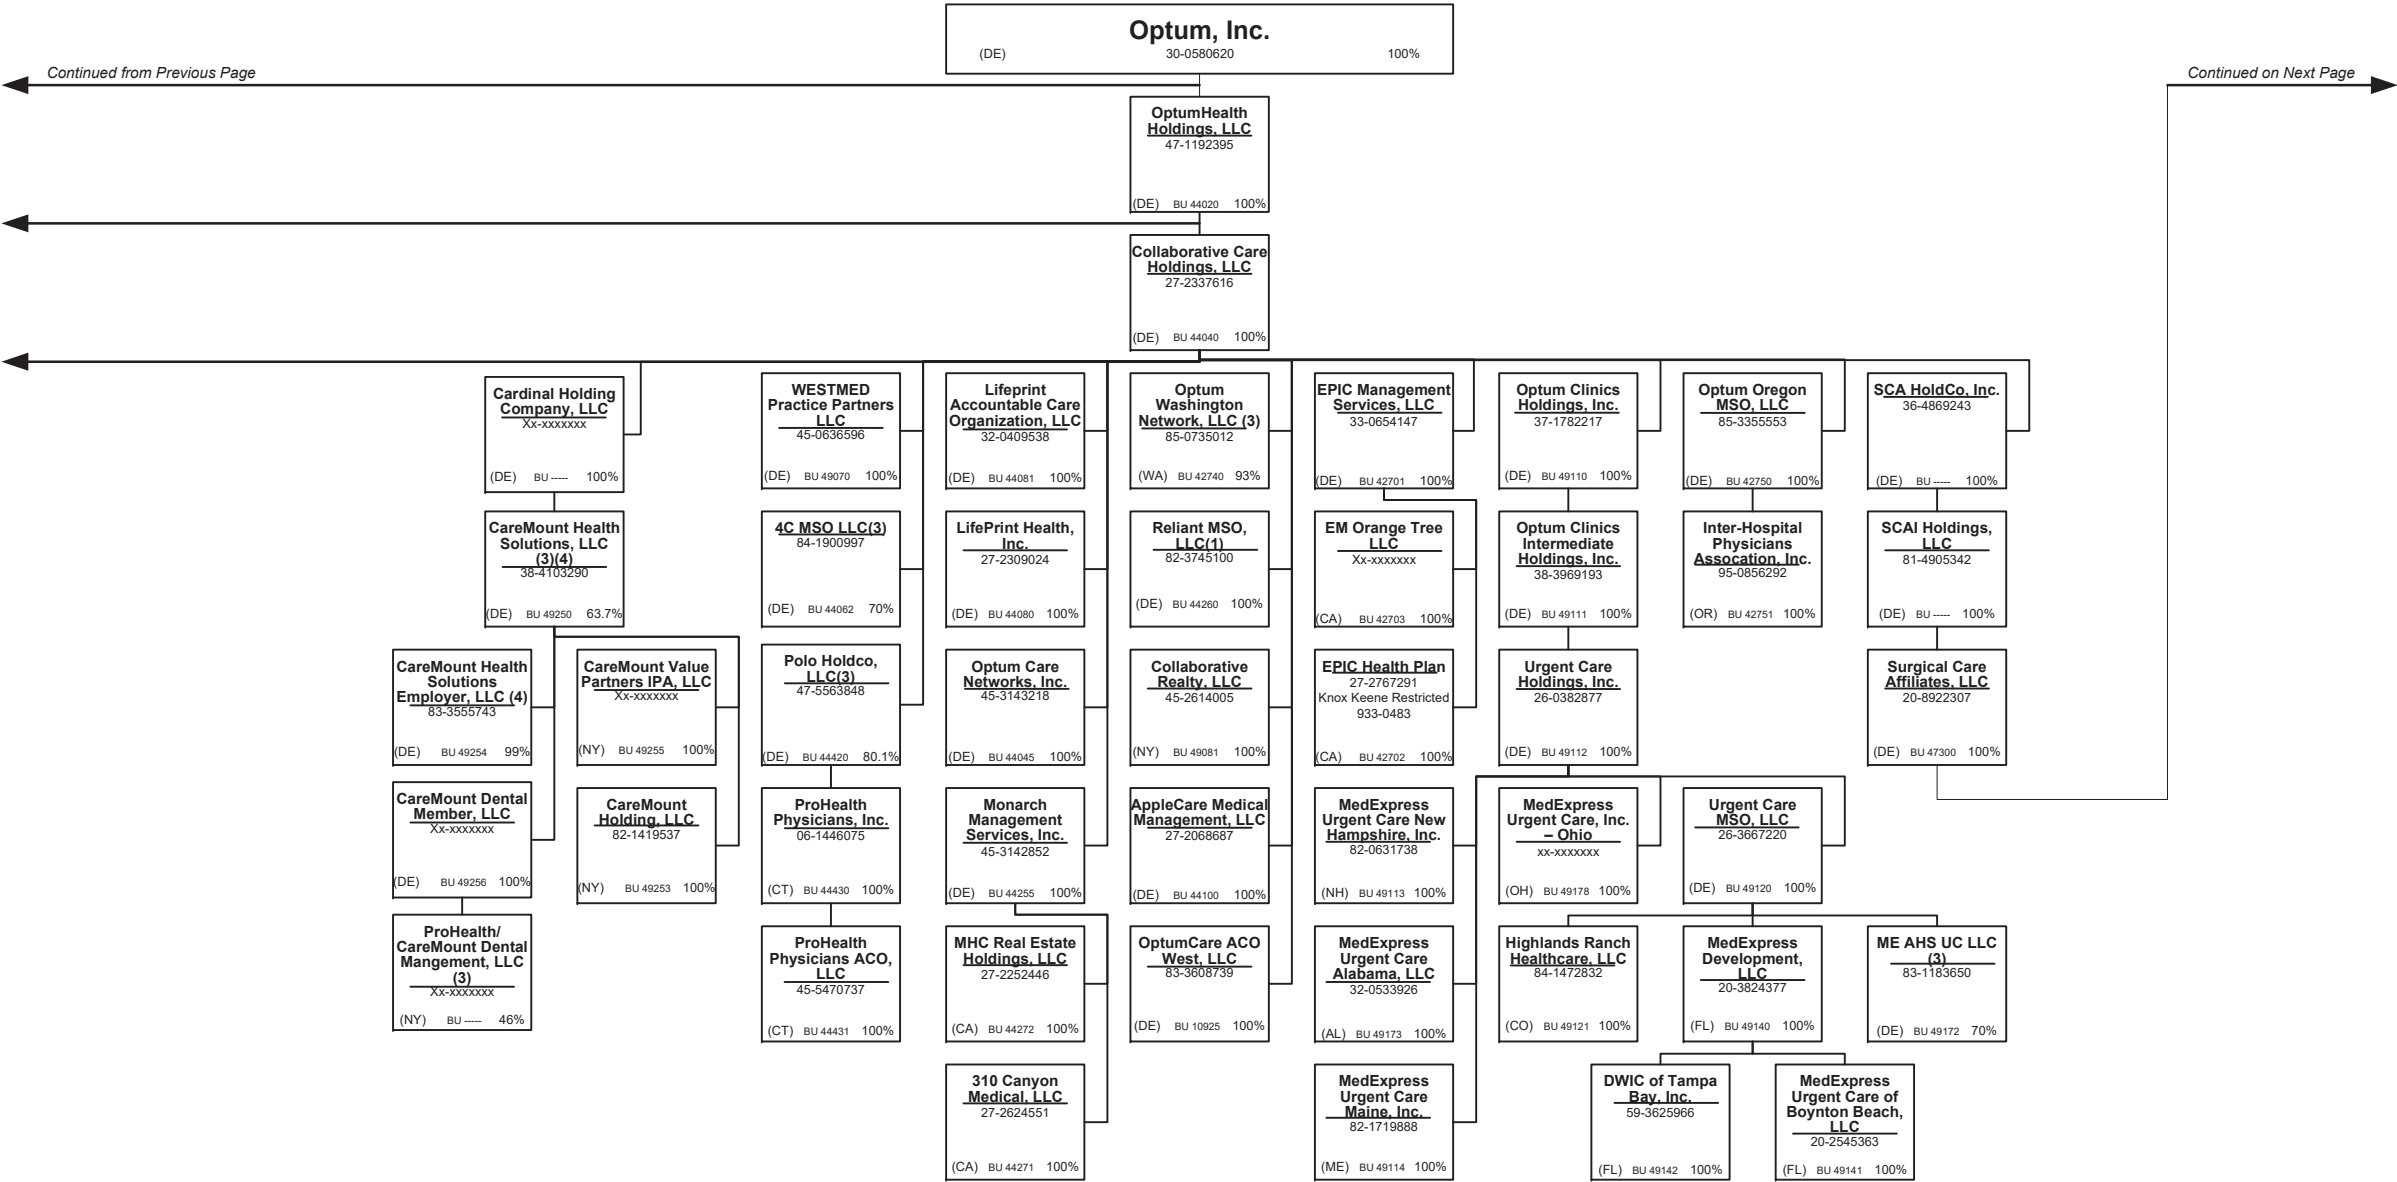 Optum, Inc.
(DE) 30-0580620 100%
Continued from Previous Page
Continued on Next Page
OptumHealth
Holdings, LLC
47-1192395
(DE) BU 44020 100%
Collaborative Care
Holdings, LLC
27-2337616
(DE) BU 44040 100%
Cardinal Holding
Company, LLC
Xx-xxxxxxx
(DE) BU ----- 100%
WESTMED
Practice Partners
LLC
45-0636596
(DE) BU 49070 100%
Lifeprint
Accountable Care
Organization, LLC
32-0409538
(DE) BU 44081 100%
Optum
Washington
Network, LLC (3)
85-0735012
(WA) BU 42740 93%
EPIC Management
Services, LLC
33-0654147
(DE) BU 42701 100%
Optum Clinics
Holdings, Inc.
37-1782217
(DE) BU 49110 100%
Optum Oregon
MSO, LLC
85-3355553
(DE) BU 42750 100%
SCA HoldCo, Inc.
36-4869243
(DE) BU ----- 100%
CareMount Health
Solutions, LLC
(3)(4)
38-4103290
(DE) BU 49250 63.7%
4C MSO LLC(3)
84-1900997
(DE) BU 44062 70%
LifePrint Health,
Inc.
27-2309024
(DE) BU 44080 100%
Reliant MSO,
LLC(1)
82-3745100
(DE) BU 44260 100%
EM Orange Tree
LLC
Xx-xxxxxxx
(CA) BU 42703 100%
Optum Clinics
Intermediate
Holdings, Inc.
38-3969193
(DE) BU 49111 100%
Inter-Hospital
Physicians
Assocation, Inc.
95-0856292
(OR) BU 42751 100%
SCAI Holdings,
LLC
81-4905342
(DE) BU ----- 100%
CareMount Health
Solutions
Employer, LLC (4)
83-3555743
(DE) BU 49254 99%
CareMount Value
Partners IPA, LLC
Xx-xxxxxxx
(NY) BU 49255 100%
Polo Holdco,
LLC(3)
47-5563848
(DE) BU 44420 80.1%
Optum Care
Networks, Inc.
45-3143218
(DE) BU 44045 100%
Collaborative
Realty, LLC
45-2614005
(NY) BU 49081 100%
EPIC Health Plan
27-2767291
Knox Keene Restricted
933-0483
(CA) BU 42702 100%
Urgent Care
Holdings, Inc.
26-0382877
(DE) BU 49112 100%
Surgical Care
Affiliates, LLC
20-8922307
(DE) BU 47300 100%
CareMount Dental
Member, LLC
Xx-xxxxxxx
(DE) BU 49256 100%
CareMount
Holding, LLC
82-1419537
(NY) BU 49253 100%
ProHealth
Physicians, Inc.
06-1446075
(CT) BU 44430 100%
Monarch
Management
Services, Inc.
45-3142852
(DE) BU 44255 100%
AppleCare Medical
Management, LLC
27-2068687
(DE) BU 44100 100%
MedExpress
Urgent Care New
Hampshire, Inc.
82-0631738
(NH) BU 49113 100%
MedExpress
Urgent Care, Inc.
– Ohio
xx-xxxxxxx
(OH) BU 49178 100%
Urgent Care
MSO, LLC
26-3667220
(DE) BU 49120 100%
ProHealth/
CareMount Dental
Mangement, LLC
(3)
Xx-xxxxxxx
(NY) BU ----- 46%
ProHealth
Physicians ACO,
LLC
45-5470737
(CT) BU 44431 100%
MHC Real Estate
Holdings, LLC
27-2252446
(CA) BU 44272 100%
OptumCare ACO
West, LLC
83-3608739
(DE) BU 10925 100%
MedExpress
Urgent Care
Alabama, LLC
32-0533926
(AL) BU 49173 100%
Highlands Ranch
Healthcare, LLC
84-1472832
(CO) BU 49121 100%
MedExpress
Development,
LLC
20-3824377
(FL) BU 49140 100%
ME AHS UC LLC
(3)
83-1183650
(DE) BU 49172 70%
310 Canyon
Medical, LLC
27-2624551
(CA) BU 44271 100%
MedExpress
Urgent Care
Maine, Inc.
82-1719888
(ME) BU 49114 100%
DWIC of Tampa
Bay, Inc.
59-3625966
(FL) BU 49142 100%
MedExpress
Urgent Care of
Boynton Beach,
LLC
20-2545363
(FL) BU 49141 100%